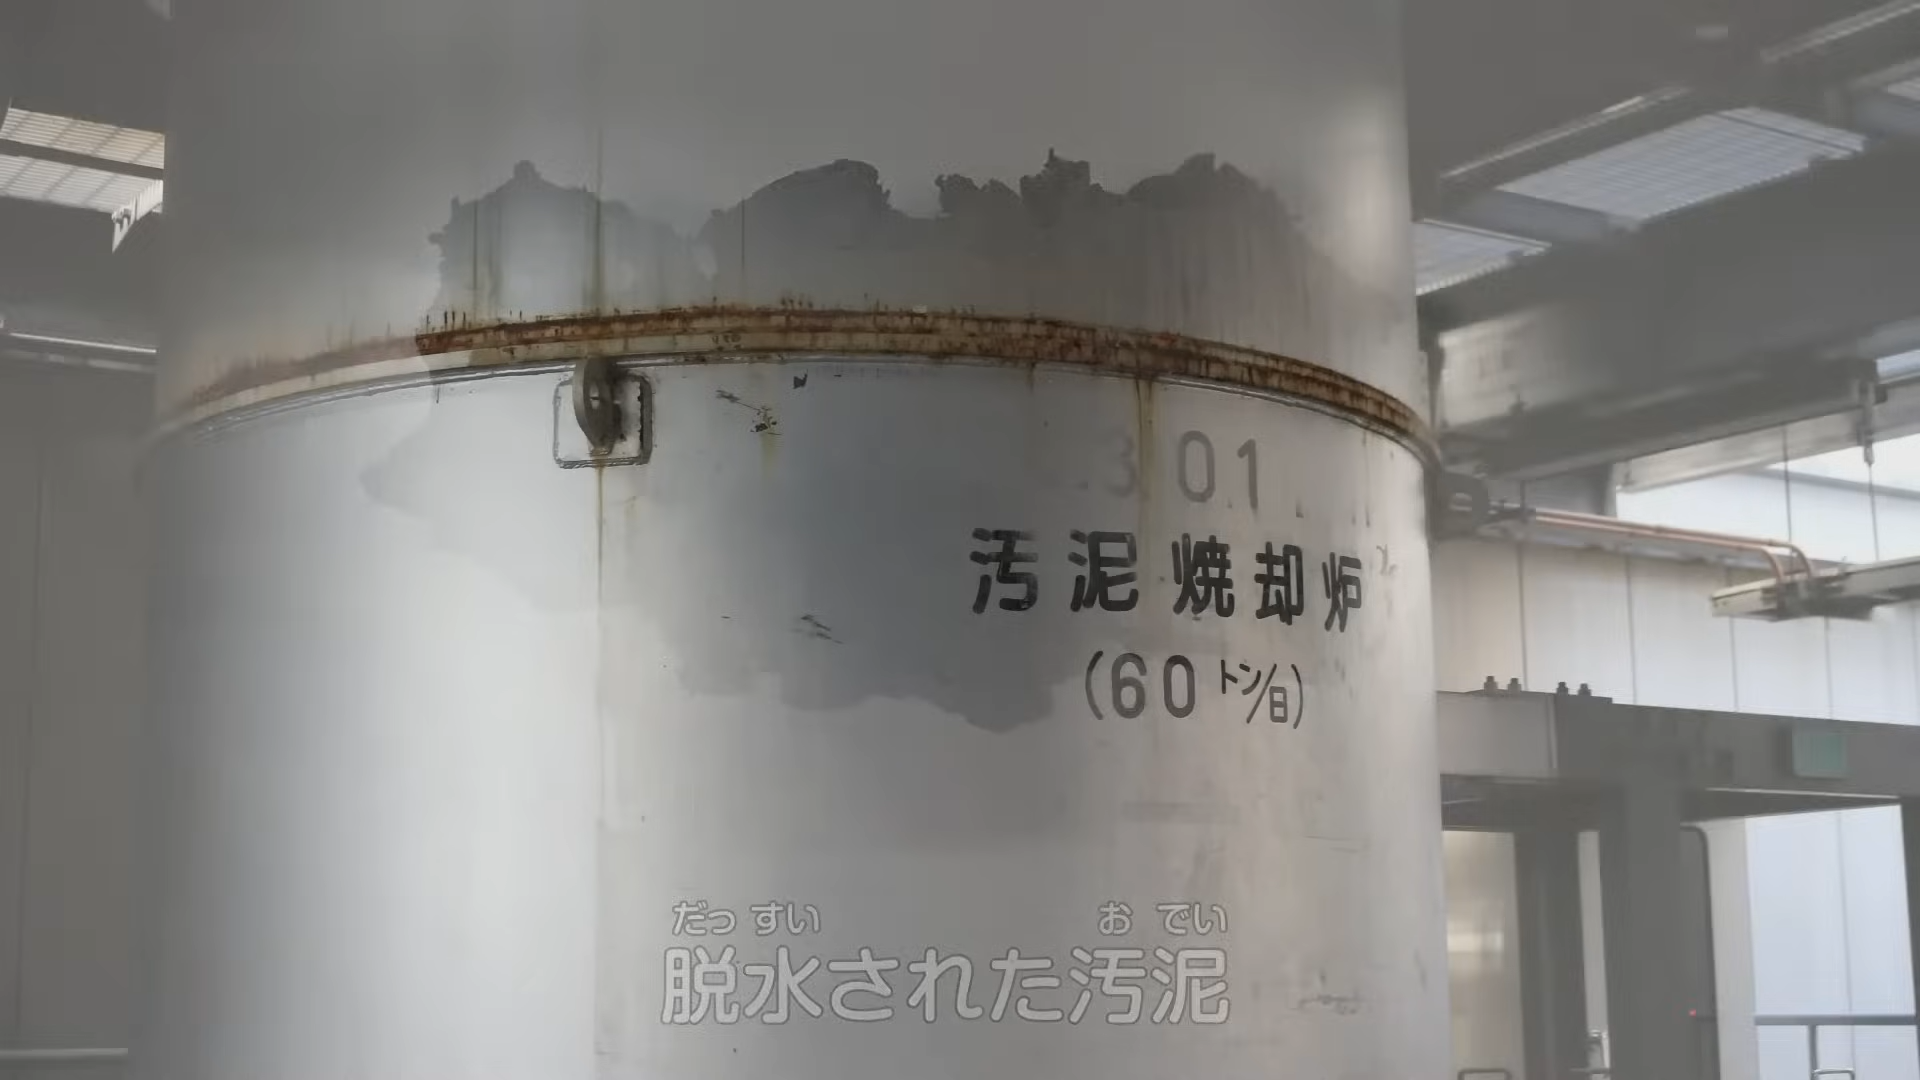 301
汚泥焼却炉
(60トン/日)
だっすい おでい
脱水された汚泥